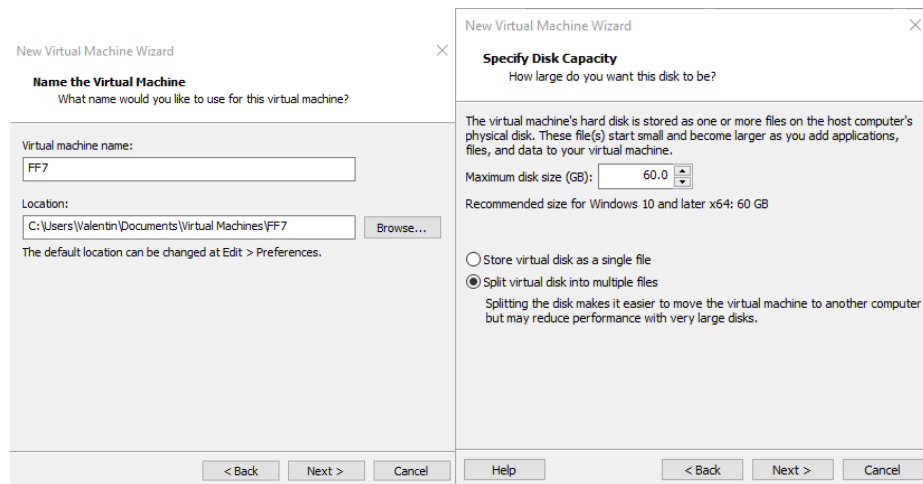 New Virtual Machine Wizard
Name the Virtual Machine
What name would you like to use for this virtual machine?
Virtual machine name:
FF7
Location:
C:\Users\Valentin\Documents\Virtual Machines\FF7
Browse...
The default location can be changed at Edit > Preferences.
< Back
Next >
Cancel
New Virtual Machine Wizard
Specify Disk Capacity
How large do you want this disk to be?
The virtual machine's hard disk is stored as one or more files on the host computer's
physical disk. These file(s) start small and become larger as you add applications,
files, and data to your virtual machine.
Maximum disk size (GB):
60.0
Recommended size for Windows 10 and later x64: 60 GB
Store virtual disk as a single file
Split virtual disk into multiple files
Splitting the disk makes it easier to move the virtual machine to another computer
but may reduce performance with very large disks.
Help
< Back
Next >
Cancel